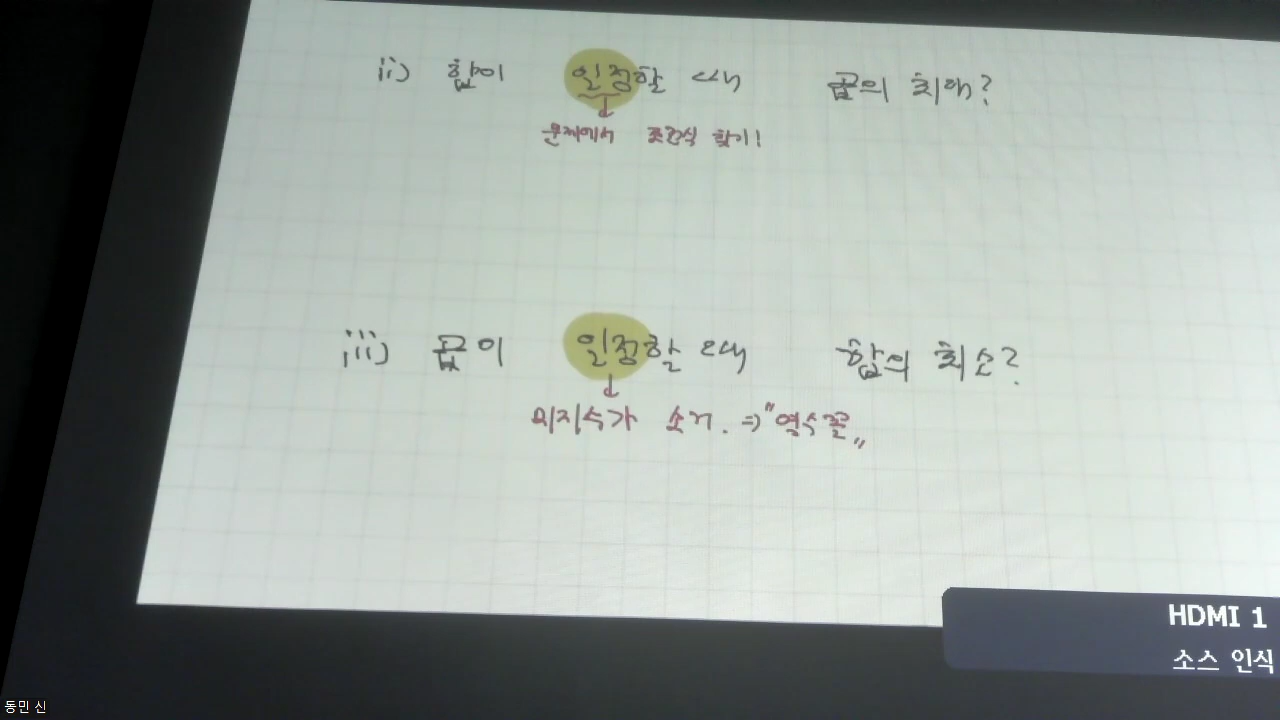 ii) 합이 일정할 때 곱의 최대?
문제에서 조건식 찾기!
iii) 곱이 일정할 때 합의 최소?
미지수가 소거. => "역수꼴"
HDMI 1
소스 인식
동민 신